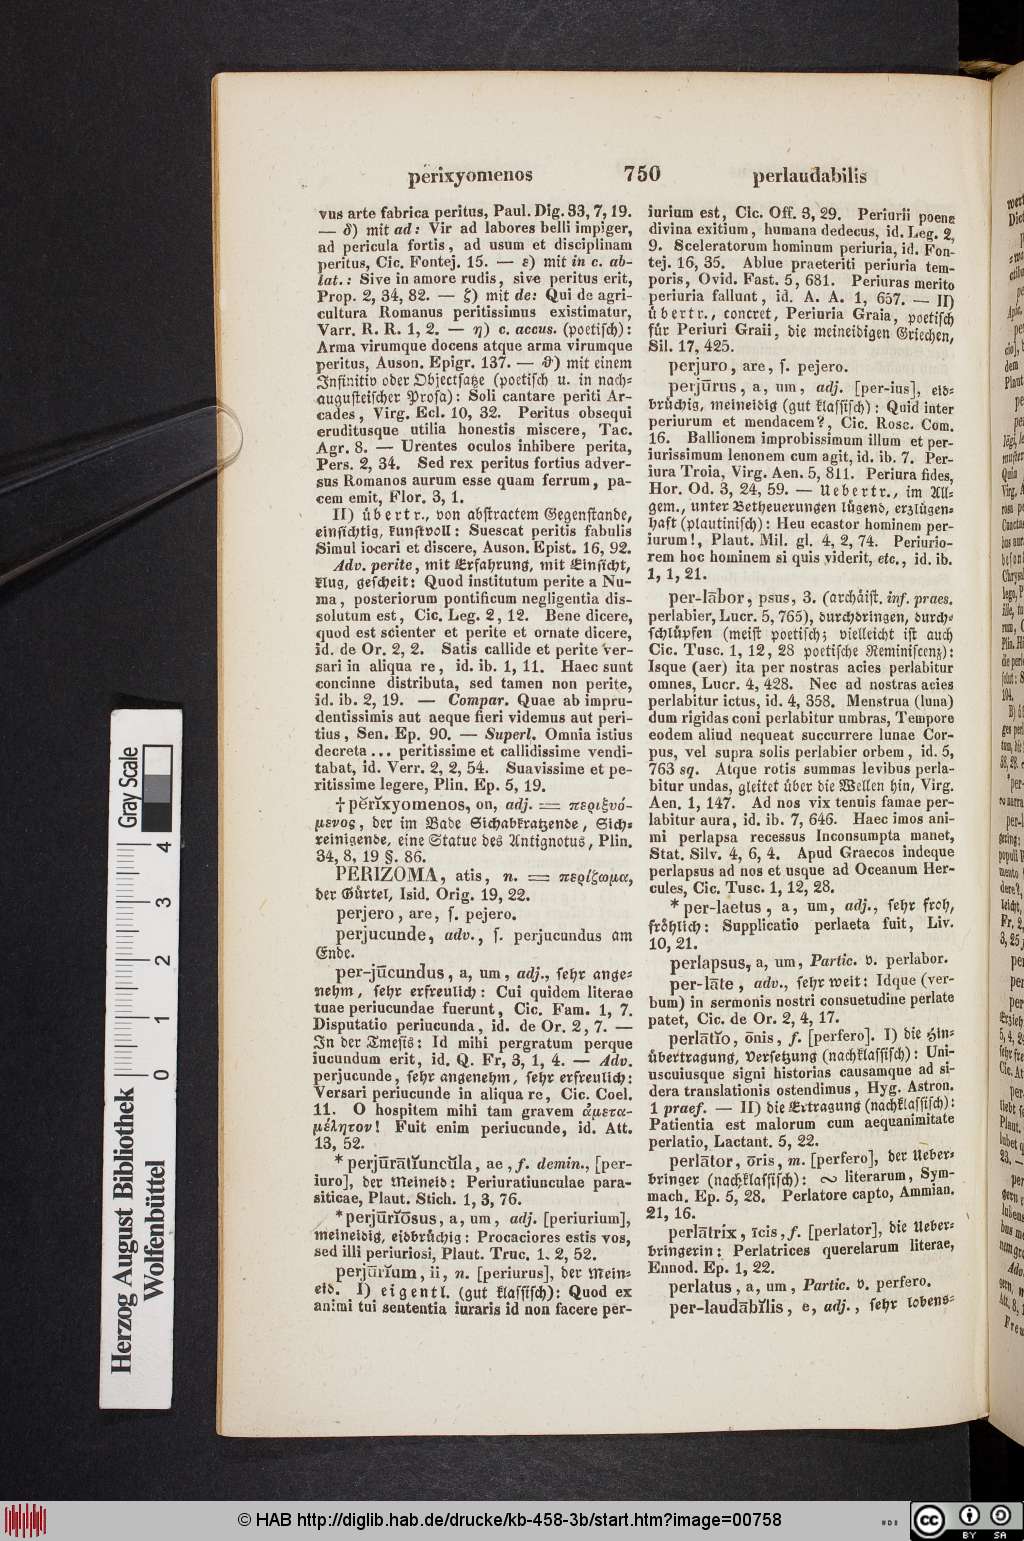 perixyomenos 750 perlaudabilis
vus arte fabrica peritus, Paul. Dig. 33, 7, 19.
— δ) mit ad: Vir ad labores belli impiger,
ad pericula fortis, ad usum et disciplinam
peritus, Cic. Fontej. 15. — ε) mit in c. ab-
lat.: Sive in amore rudis, sive peritus erit,
Prop. 2, 34, 82. — ζ) mit de: Qui de agri-
cultura Romanus peritissimus existimatur,
Varr. R. R. 1, 2. — η) c. accus. (poetisch):
Arma virumque docens atque arma virumque
peritus, Auson. Epigr. 137. — ϑ) mit einem
Infinitiv oder Objectsatze (poetisch u. in nach-
augusteischer Prosa): Soli cantare periti Ar-
cades, Virg. Ecl. 10, 32. Peritus obsequi
eruditusque utilia honestis miscere, Tac.
Agr. 8. — Urentes oculos inhibere perita,
Pers. 2, 34. Sed rex peritus fortius adver-
sus Romanos aurum esse quam ferrum, pa-
cem emit, Flor. 3, 1.
II) übertr., von abstractem Gegenstande,
einsichtig, kunstvoll: Suescat peritis fabulis
Simul iocari et discere, Auson. Epist. 16, 92.
Adv. perite, mit Erfahrung, mit Einsicht,
klug, gescheit: Quod institutum perite a Nu-
ma, posteriorum pontificum negligentia dis-
solutum est, Cic. Leg. 2, 12. Bene dicere,
quod est scienter et perite et ornate dicere,
id. de Or. 2, 2. Satis callide et perite ver-
sari in aliqua re, id. ib. 1, 11. Haec sunt
concinne distributa, sed tamen non perite,
id. ib. 2, 19. — Compar. Quae ab impru-
dentissimis aut aeque fieri videmus aut peri-
tius, Sen. Ep. 90. — Superl. Omnia istius
decreta ... peritissime et callidissime vendi-
tabat, id. Verr. 2, 2, 54. Suavissime et pe-
ritissime legere, Plin. Ep. 5, 19.
† pĕrĭxyomenos, on, adj. = περιξυό-
μενος, der im Bade Sichabkratzende, Sich-
reinigende, eine Statue des Antignotus, Plin.
34, 8, 19 §. 86.
PERIZOMA, atis, n. = περίζωμα,
der Gürtel, Isid. Orig. 19, 22.
perjero, are, s. pejero.
perjucunde, adv., s. perjucundus am
Ende.
per-jūcundus, a, um, adj., sehr ange-
nehm, sehr erfreulich: Cui quidem literae
tuae periucundae fuerunt, Cic. Fam. 1, 7.
Disputatio periucunda, id. de Or. 2, 7. —
In der Tmesis: Id mihi pergratum perque
iucundum erit, id. Q. Fr, 3, 1, 4. — Adv.
perjucunde, sehr angenehm, sehr erfreulich:
Versari periucunde in aliqua re, Cic. Coel.
11. O hospitem mihi tam gravem ἀμετα-
μέλητον! Fuit enim periucunde, id. Att.
13, 52.
* perjūrātĭuncŭla, ae, f. demin., [per-
iuro], der Meineid: Periuratiunculae para-
siticae, Plaut. Stich. 1, 3, 76.
* perjūrĭōsus, a, um, adj. [periurium],
meineidig, eidbrüchig: Procaciores estis vos,
sed illi periuriosi, Plaut. Truc. 1, 2, 52.
perjūrĭum, ii, n. [periurus], der Mein-
eid. I) eigentl. (gut klassisch): Quod ex
animi tui sententia iuraris id non facere per-
iurium est, Cic. Off. 3, 29. Periurii poena
divina exitium, humana dedecus, id. Leg. 2,
9. Sceleratorum hominum periuria, id. Fon-
tej. 16, 35. Ablue praeteriti periuria tem-
poris, Ovid. Fast. 5, 681. Periuras merito
periuria fallunt, id. A. A. 1, 657. — II)
übertr., concret, Periuria Graia, poetisch
für Periuri Graii, die meineidigen Griechen,
Sil. 17, 425.
perjuro, are, s. pejero.
perjūrus, a, um, adj. [per-ius], eid-
brüchig, meineidig (gut klassisch): Quid inter
periurum et mendacem?, Cic. Rosc. Com.
16. Ballionem improbissimum illum et per-
iurissimum lenonem cum agit, id. ib. 7. Per-
iura Troia, Virg. Aen. 5, 811. Periura fides,
Hor. Od. 3, 24, 59. — Uebertr., im All-
gem., unter Betheuerungen lügend, erzlügen-
haft (plautinisch): Heu ecastor hominem per-
iurum!, Plaut. Mil. gl. 4, 2, 74. Periurio-
rem hoc hominem si quis viderit, etc., id. ib.
1, 1, 21.
per-lābor, psus, 3. (archäist. inf. praes.
perlabier, Lucr. 5, 765), durchdringen, durch-
schlüpfen (meist poetisch; vielleicht ist auch
Cic. Tusc. 1, 12, 28 poetische Reminiscenz):
Isque (aer) ita per nostras acies perlabitur
omnes, Lucr. 4, 428. Nec ad nostras acies
perlabitur ictus, id. 4, 358. Menstrua (luna)
dum rigidas coni perlabitur umbras, Tempore
eodem aliud nequeat succurrere lunae Cor-
pus, vel supra solis perlabier orbem, id. 5,
763 sq. Atque rotis summas levibus perla-
bitur undas, gleitet über die Wellen hin, Virg.
Aen. 1, 147. Ad nos vix tenuis famae per-
labitur aura, id. ib. 7, 646. Haec imos ani-
mi perlapsa recessus Inconsumpta manet,
Stat. Silv. 4, 6, 4. Apud Graecos indeque
perlapsus ad nos et usque ad Oceanum Her-
cules, Cic. Tusc. 1, 12, 28.
* per-laetus, a, um, adj., sehr froh,
fröhlich: Supplicatio perlaeta fuit, Liv.
10, 21.
perlapsus, a, um, Partic. v. perlabor.
per-lāte, adv., sehr weit: Idque (ver-
bum) in sermonis nostri consuetudine perlate
patet, Cic. de Or. 2, 4, 17.
perlātĭo, ōnis, f. [perfero]. I) die Hin-
übertragung, Versetzung (nachklassisch): Uni-
uscuiusque signi historias causamque ad si-
dera translationis ostendimus, Hyg. Astron.
1 praef. — II) die Ertragung (nachklassisch):
Patientia est malorum cum aequanimitate
perlatio, Lactant. 5, 22.
perlātor, ōris, m. [perfero], der Ueber-
bringer (nachklassisch): ∾ literarum, Sym-
mach. Ep. 5, 28. Perlatore capto, Ammian.
21, 16.
perlātrix, īcis, f. [perlator], die Ueber-
bringerin: Perlatrices querelarum literae,
Ennod. Ep. 1, 22.
perlatus, a, um, Partic. v. perfero.
per-laudābĭlis, e, adj., sehr lobens-
Gray Scale
0 1 2 3 4
Herzog August Bibliothek
Wolfenbüttel
© HAB http://diglib.hab.de/drucke/kb-458-3b/start.htm?image=00758
cc BY SA